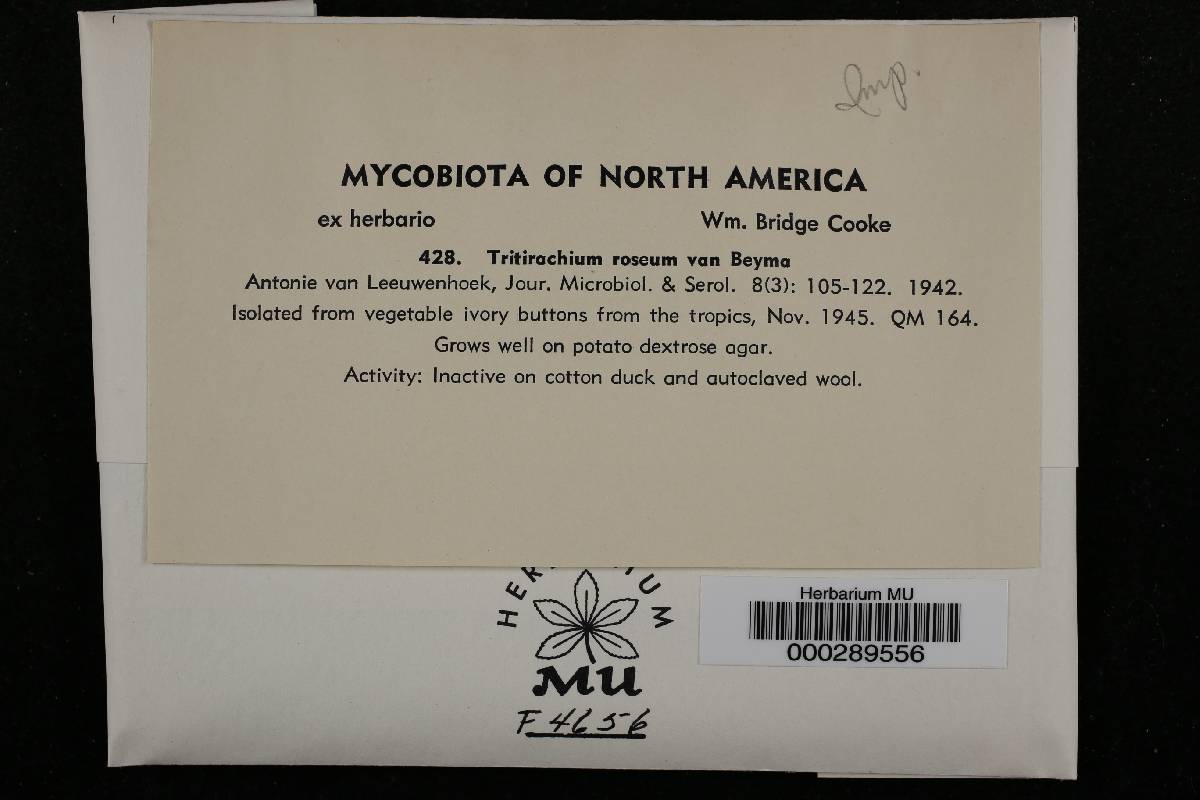 Imp.
MYCOBIOTA OF NORTH AMERICA
ex herbario Wm. Bridge Cooke
428. Tritirachium roseum van Beyma
Antonie van Leeuwenhoek, Jour. Microbiol. & Serol. 8(3): 105-122. 1942.
Isolated from vegetable ivory buttons from the tropics, Nov. 1945. QM 164.
Grows well on potato dextrose agar.
Activity: Inactive on cotton duck and autoclaved wool.
Herbarium MU
000289556
MU
F 4656